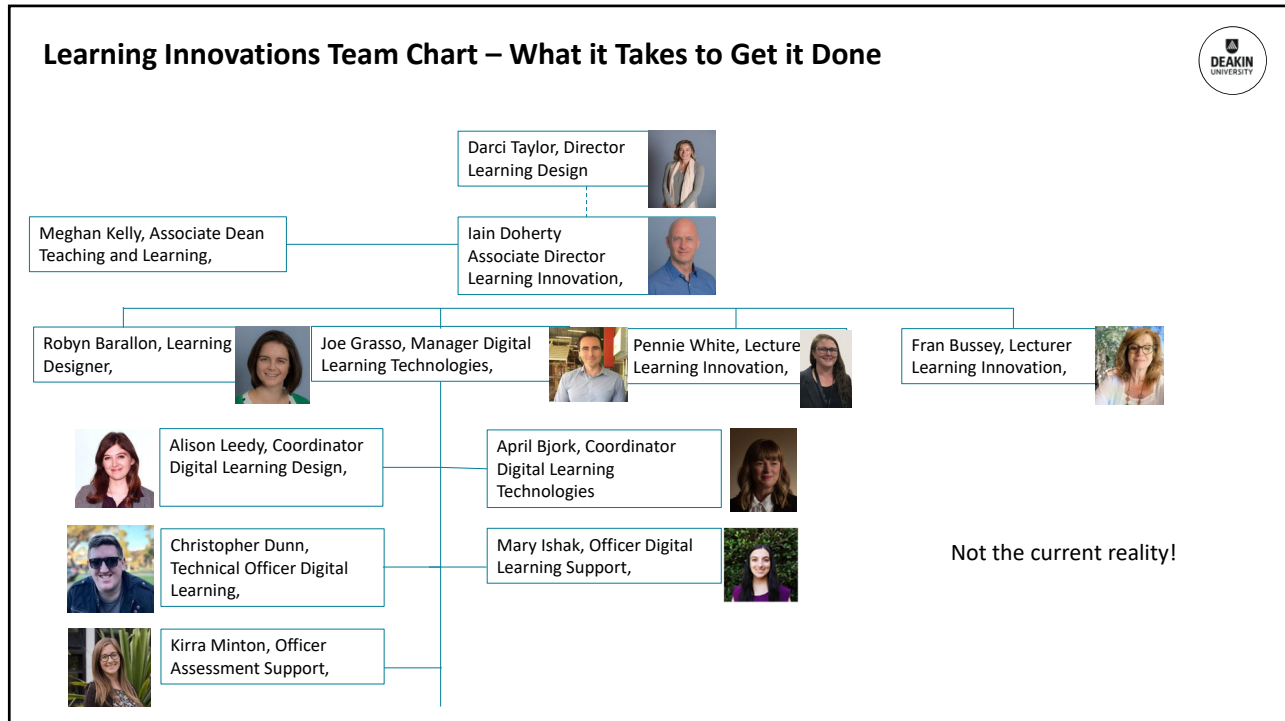 Learning Innovations Team Chart – What it Takes to Get it Done
DEAKIN
UNIVERSITY
Darci Taylor, Director
Learning Design
Meghan Kelly, Associate Dean
Teaching and Learning,
Iain Doherty
Associate Director
Learning Innovation,
Robyn Barallon, Learning
Designer,
Joe Grasso, Manager Digital
Learning Technologies,
Pennie White, Lecture
Learning Innovation,
Fran Bussey, Lecturer
Learning Innovation,
Alison Leedy, Coordinator
Digital Learning Design,
April Bjork, Coordinator
Digital Learning
Technologies
Christopher Dunn,
Technical Officer Digital
Learning,
Mary Ishak, Officer Digital
Learning Support,
Not the current reality!
Kirra Minton, Officer
Assessment Support,